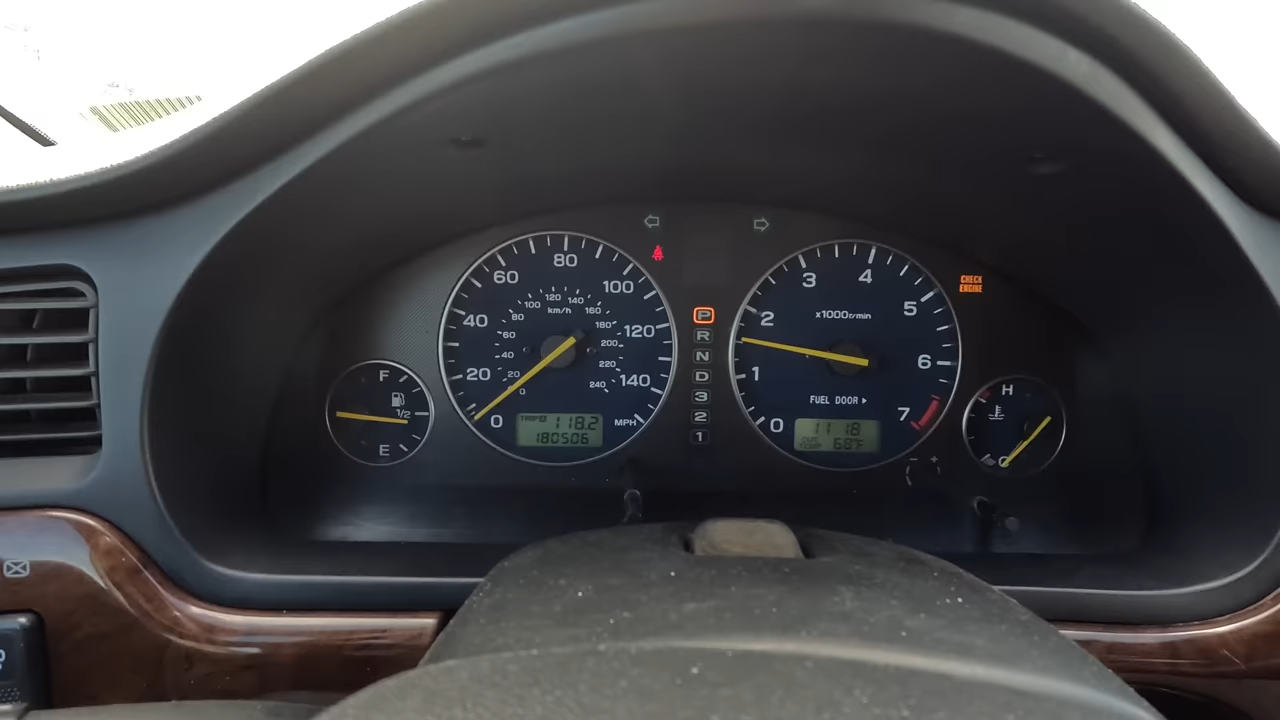 F
1/2
E
0
20
40
60
80
100
120
140
MPH
km/h
0
20
40
60
80
100
120
140
160
180
200
220
240
TRIP
118.2
180506
P
R
N
D
3
2
1
0
1
2
3
4
5
6
7
x1000r/min
FUEL DOOR
11 18
OUT
TEMP 68°F
CHECK
ENGINE
H
C